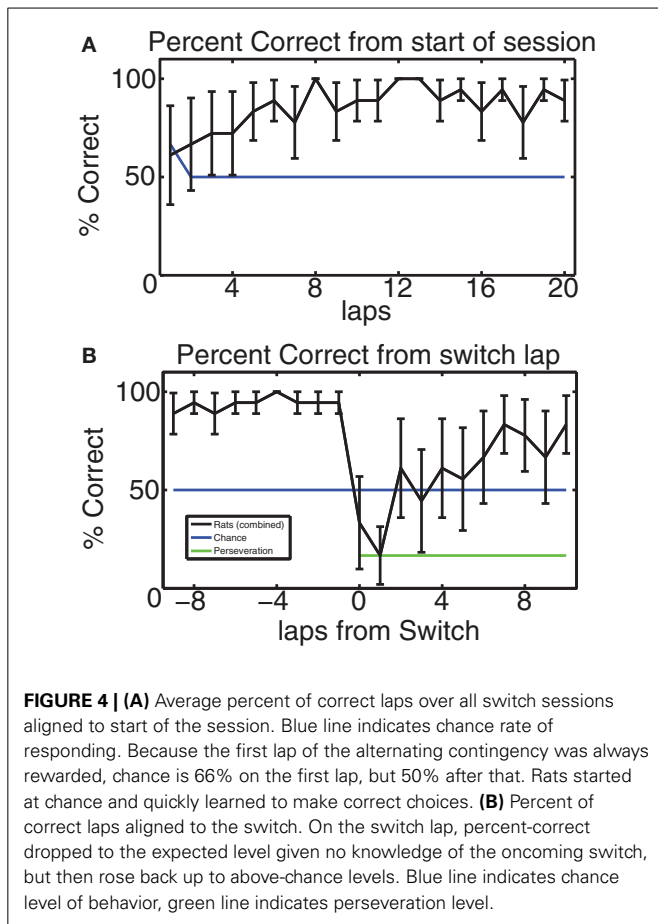 A
Percent Correct from start of session
100
50
0
% Correct
4 8 12 16 20
laps
B
Percent Correct from switch lap
100
50
0
% Correct
Rats (combined)
Chance
Perseveration
−8 −4 0 4 8
laps from Switch
FIGURE 4 | (A) Average percent of correct laps over all switch sessions
aligned to start of the session. Blue line indicates chance rate of
responding. Because the first lap of the alternating contingency was always
rewarded, chance is 66% on the first lap, but 50% after that. Rats started
at chance and quickly learned to make correct choices. (B) Percent of
correct laps aligned to the switch. On the switch lap, percent-correct
dropped to the expected level given no knowledge of the oncoming switch,
but then rose back up to above-chance levels. Blue line indicates chance
level of behavior, green line indicates perseveration level.